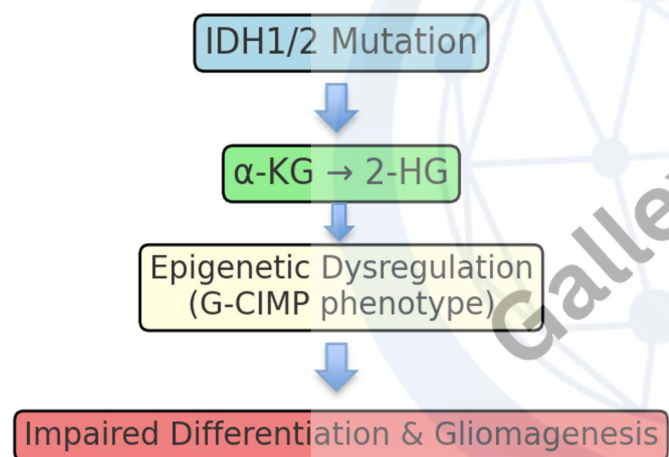 IDH1/2 Mutation
α-KG → 2-HG
Epigenetic Dysregulation
(G-CIMP phenotype)
Impaired Differentiation & Gliomagenesis